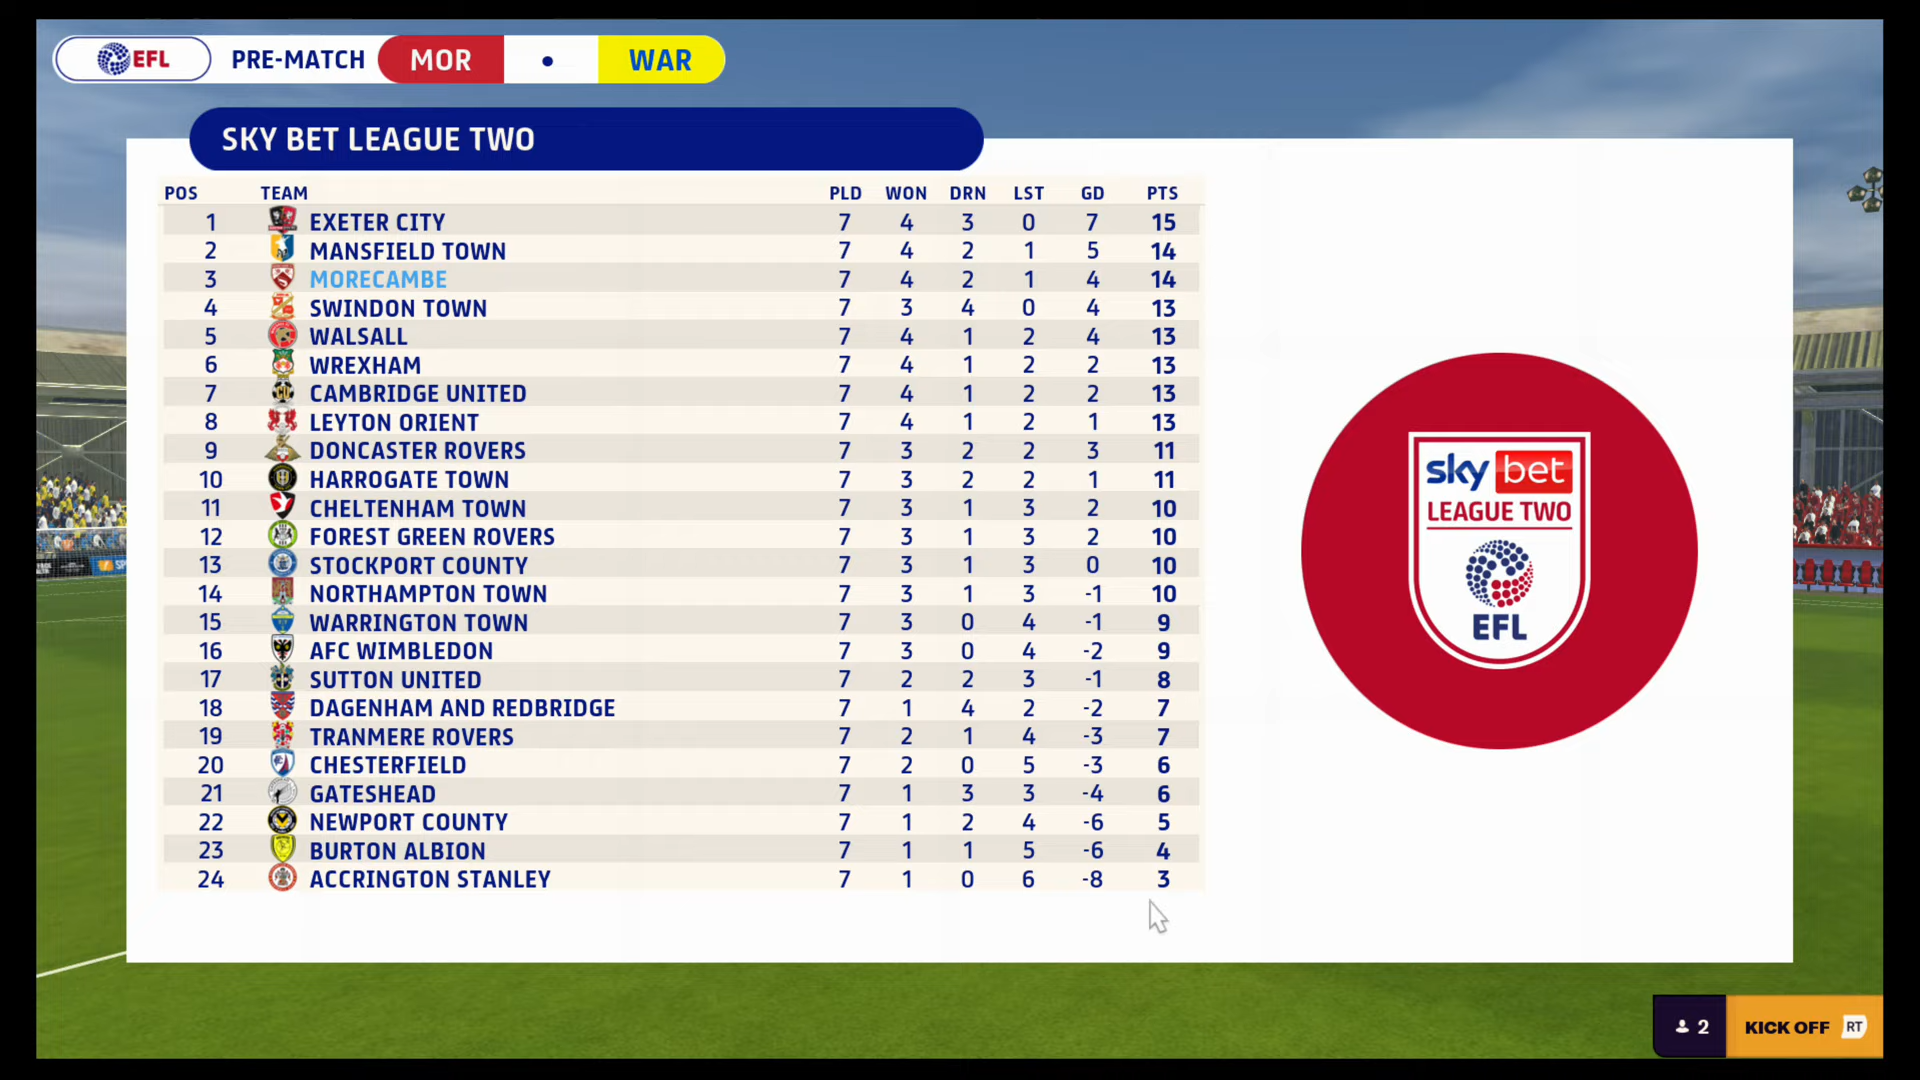 EFL PRE-MATCH MOR • WAR
SKY BET LEAGUE TWO
POS TEAM PLD WON DRN LST GD PTS
1 EXETER CITY 7 4 3 0 7 15
2 MANSFIELD TOWN 7 4 2 1 5 14
3 MORECAMBE 7 4 2 1 4 14
4 SWINDON TOWN 7 3 4 0 4 13
5 WALSALL 7 4 1 2 4 13
6 WREXHAM 7 4 1 2 2 13
7 CAMBRIDGE UNITED 7 4 1 2 2 13
8 LEYTON ORIENT 7 4 1 2 1 13
9 DONCASTER ROVERS 7 3 2 2 3 11
10 HARROGATE TOWN 7 3 2 2 1 11
11 CHELTENHAM TOWN 7 3 1 3 2 10
12 FOREST GREEN ROVERS 7 3 1 3 2 10
13 STOCKPORT COUNTY 7 3 1 3 0 10
14 NORTHAMPTON TOWN 7 3 1 3 -1 10
15 WARRINGTON TOWN 7 3 0 4 -1 9
16 AFC WIMBLEDON 7 3 0 4 -2 9
17 SUTTON UNITED 7 2 2 3 -1 8
18 DAGENHAM AND REDBRIDGE 7 1 4 2 -2 7
19 TRANMERE ROVERS 7 2 1 4 -3 7
20 CHESTERFIELD 7 2 0 5 -3 6
21 GATESHEAD 7 1 3 3 -4 6
22 NEWPORT COUNTY 7 1 2 4 -6 5
23 BURTON ALBION 7 1 1 5 -6 4
24 ACCRINGTON STANLEY 7 1 0 6 -8 3
sky bet
LEAGUE TWO
EFL
2 KICK OFF RT